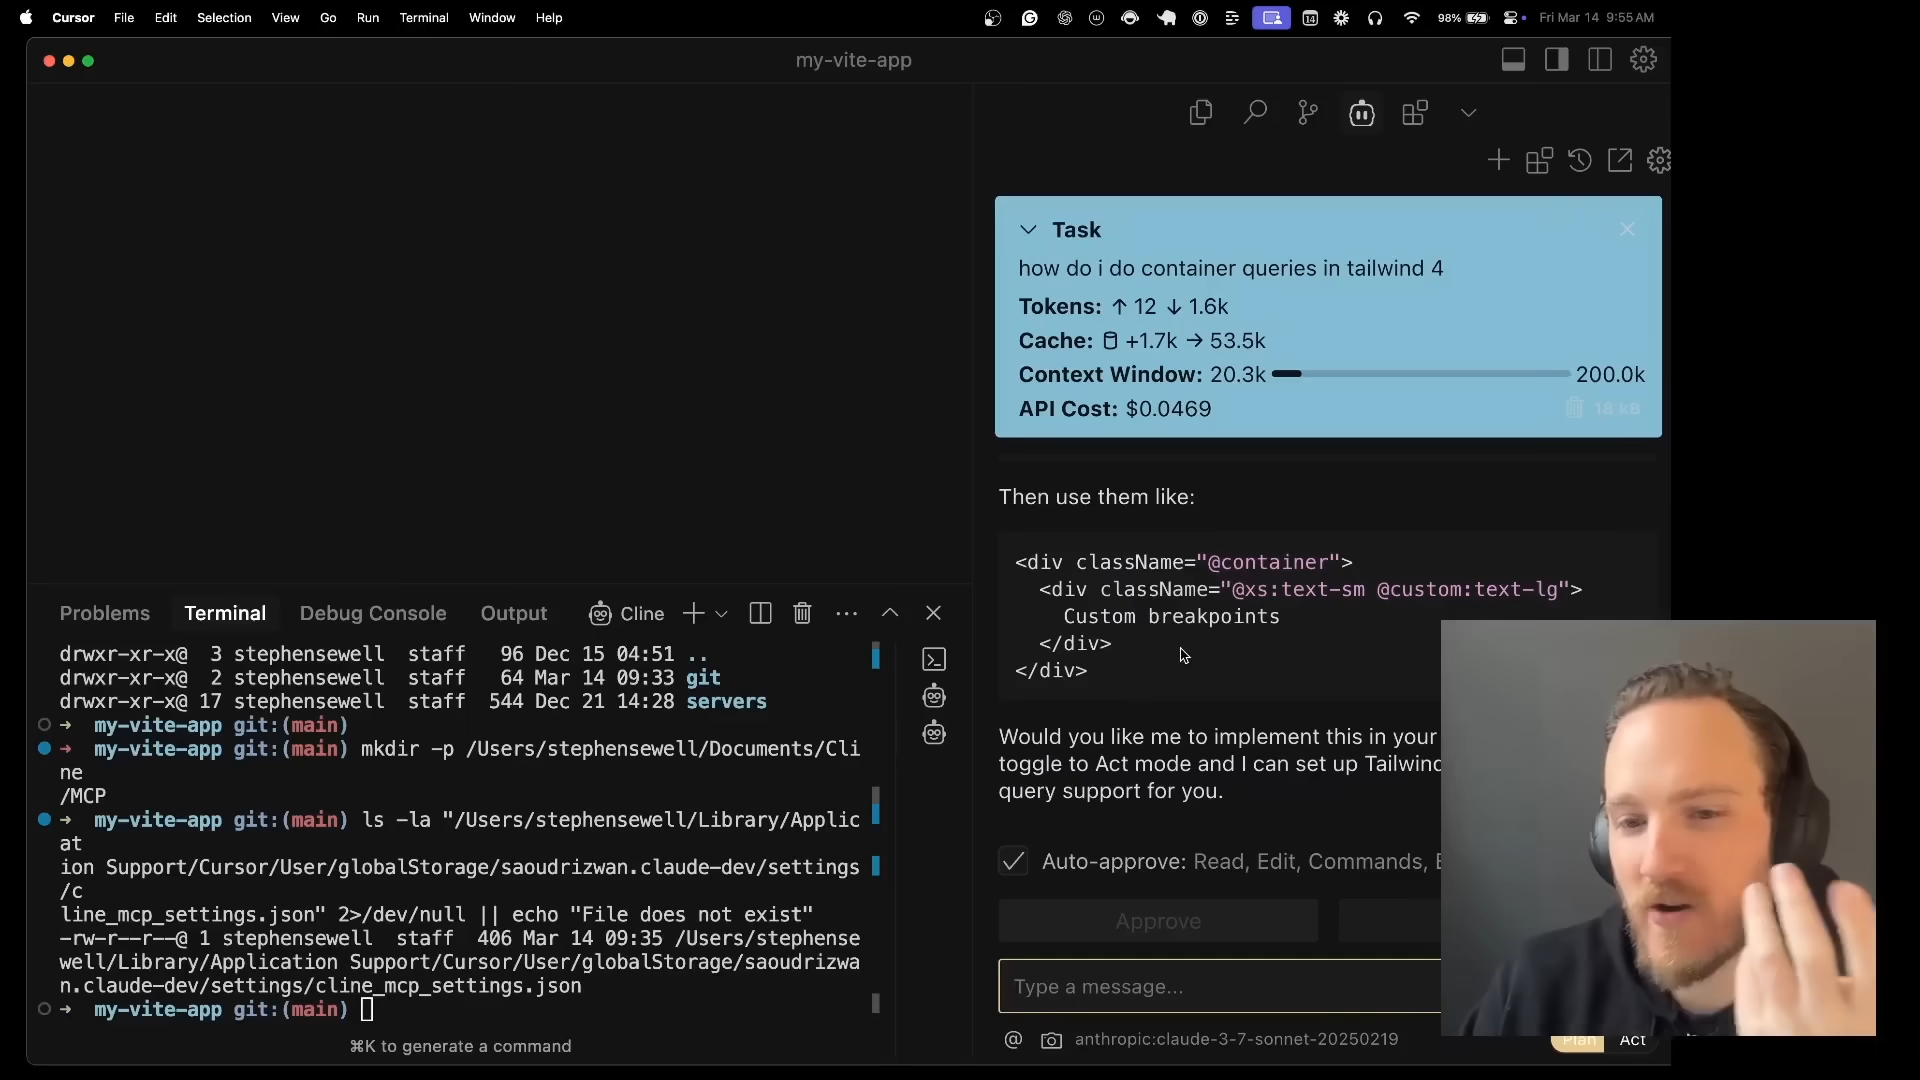 Cursor File Edit Selection View Go Run Terminal Window Help
14 98% Fri Mar 14 9:55 AM
my-vite-app
Task
how do i do container queries in tailwind 4
Tokens: ↑ 12 ↓ 1.6k
Cache: +1.7k → 53.5k
Context Window: 20.3k 200.0k
API Cost: $0.0469
18 kB
Then use them like:
<div className="@container">
<div className="@xs:text-sm @custom:text-lg">
Custom breakpoints
</div>
</div>
Would you like me to implement this in your
toggle to Act mode and I can set up Tailwind
query support for you.
Auto-approve: Read, Edit, Commands,
Approve
Type a message...
@ anthropic:claude-3-7-sonnet-20250219
Plan Act
Problems Terminal Debug Console Output Cline
drwxr-xr-x@ 3 stephensewell staff 96 Dec 15 04:51 ..
drwxr-xr-x@ 2 stephensewell staff 64 Mar 14 09:33 git
drwxr-xr-x@ 17 stephensewell staff 544 Dec 21 14:28 servers
→ my-vite-app git:(main)
→ my-vite-app git:(main) mkdir -p /Users/stephensewell/Documents/Cli
ne
/MCP
→ my-vite-app git:(main) ls -la "/Users/stephensewell/Library/Applic
at
ion Support/Cursor/User/globalStorage/saoudrizwan.claude-dev/settings
/c
line_mcp_settings.json" 2>/dev/null || echo "File does not exist"
-rw-r--r--@ 1 stephensewell staff 406 Mar 14 09:35 /Users/stephense
well/Library/Application Support/Cursor/User/globalStorage/saoudrizwa
n.claude-dev/settings/cline_mcp_settings.json
→ my-vite-app git:(main)
⌘K to generate a command